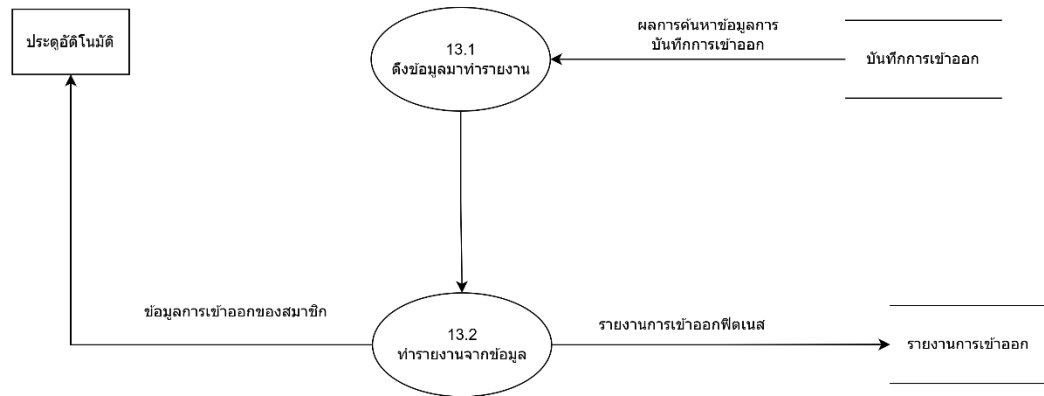 ประตูอัติโนมัติ
13.1
ดึงข้อมูลมาทำรายงาน
ผลการค้นหาข้อมูลการ
บันทึกการเข้าออก
บันทึกการเข้าออก
ข้อมูลการเข้าออกของสมาชิก
13.2
ทำรายงานจากข้อมูล
รายงานการเข้าออกฟิตเนส
รายงานการเข้าออก